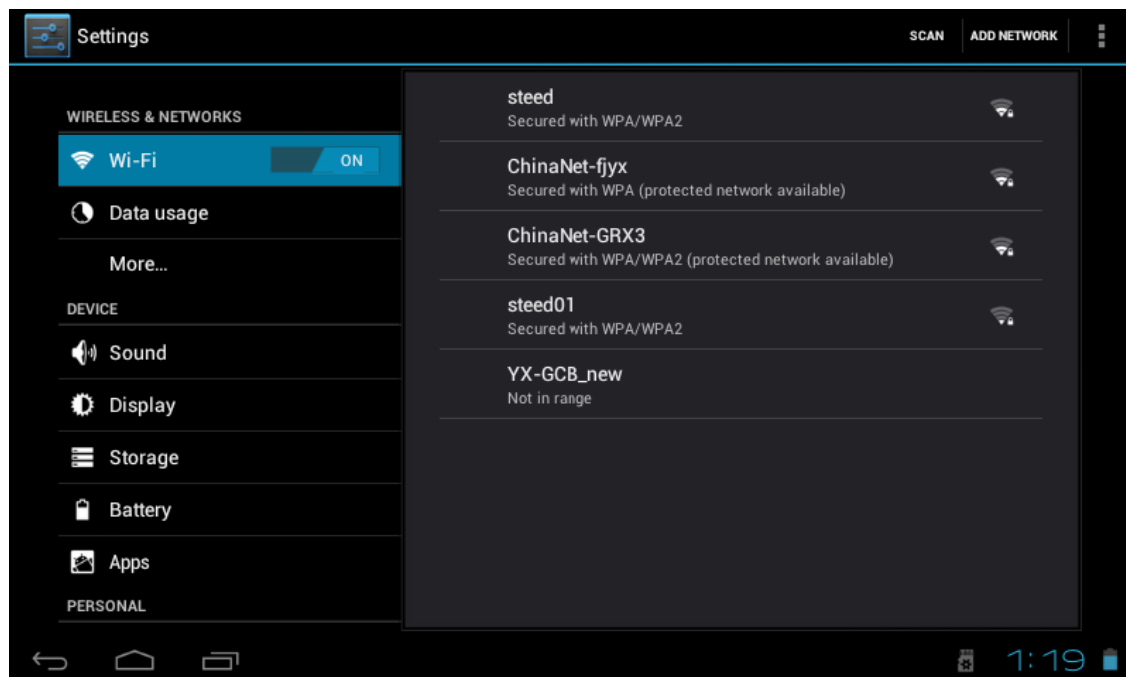 Settings
SCAN
ADD NETWORK
WIRELESS & NETWORKS
Wi-Fi
ON
Data usage
More...
DEVICE
Sound
Display
Storage
Battery
Apps
PERSONAL
steed
Secured with WPA/WPA2
ChinaNet-fjyx
Secured with WPA (protected network available)
ChinaNet-GRX3
Secured with WPA/WPA2 (protected network available)
steed01
Secured with WPA/WPA2
YX-GCB_new
Not in range
1:19